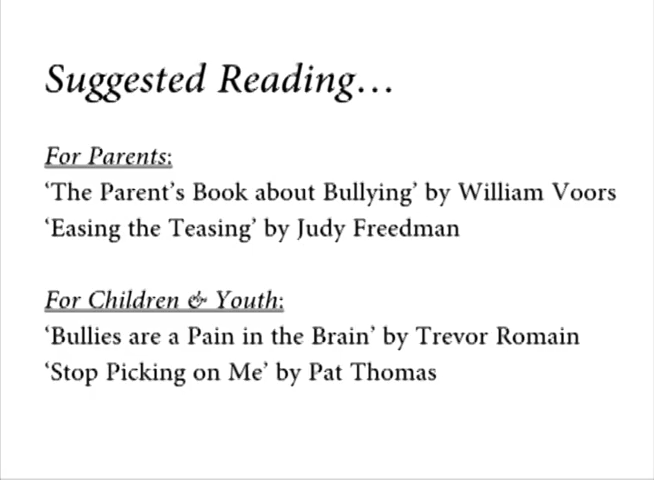 Suggested Reading…
For Parents:
‘The Parent’s Book about Bullying’ by William Voors
‘Easing the Teasing’ by Judy Freedman
For Children & Youth:
‘Bullies are a Pain in the Brain’ by Trevor Romain
‘Stop Picking on Me’ by Pat Thomas